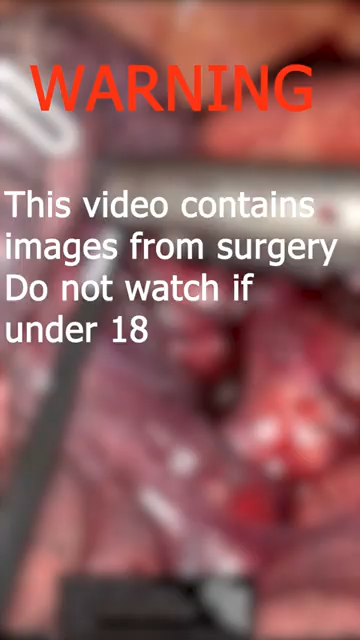 WARNING
This video contains
images from surgery
Do not watch if
under 18